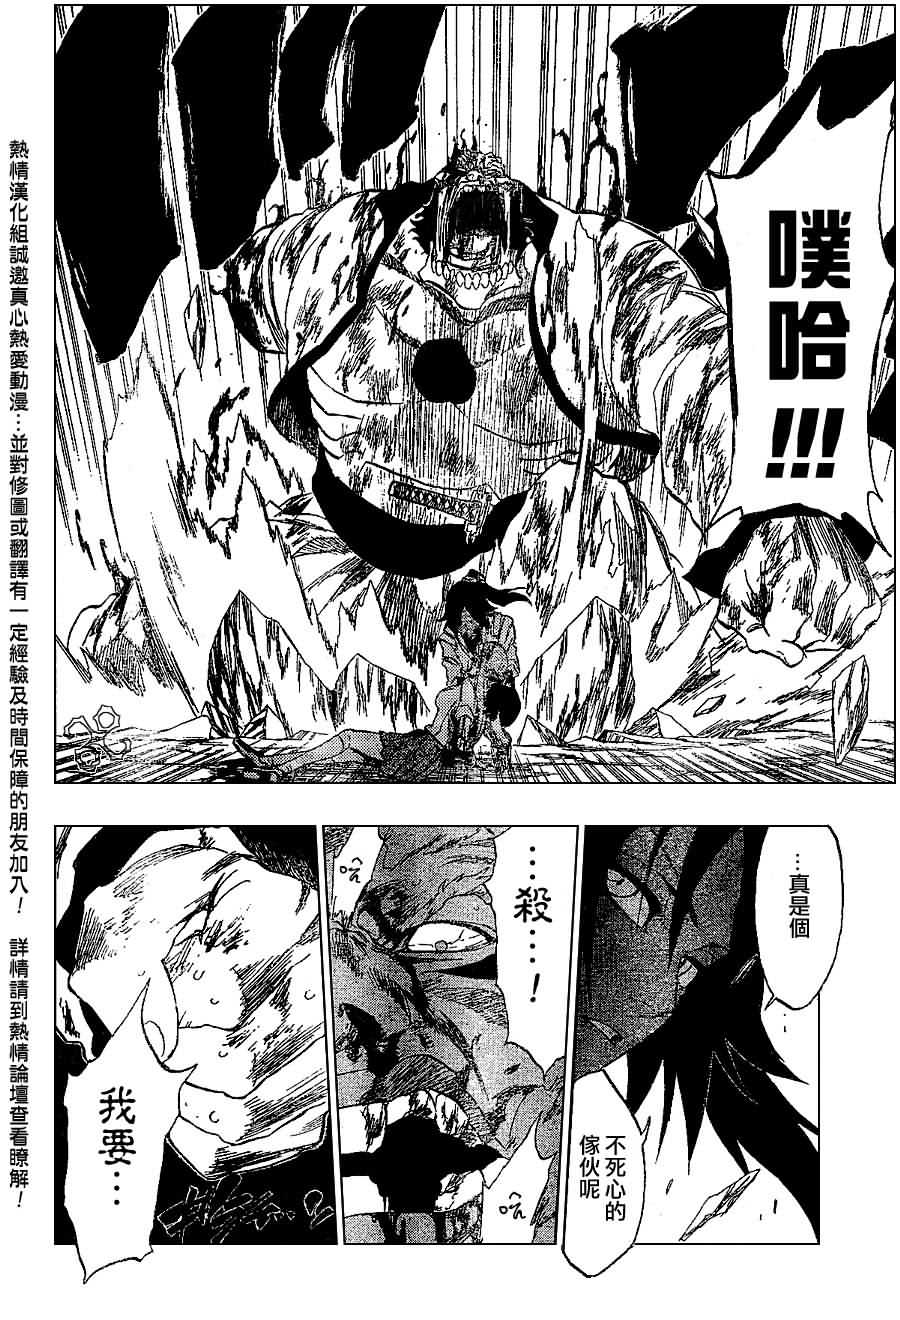 噗哈!!!
…真是個
不死心的
傢伙呢
…殺…!
呃
呃
我要…
熱情漢化組誠邀真心熱愛動漫…並對修圖或翻譯有一定經驗及時間保障的朋友加入! 詳情請到熱情論壇查看瞭解!